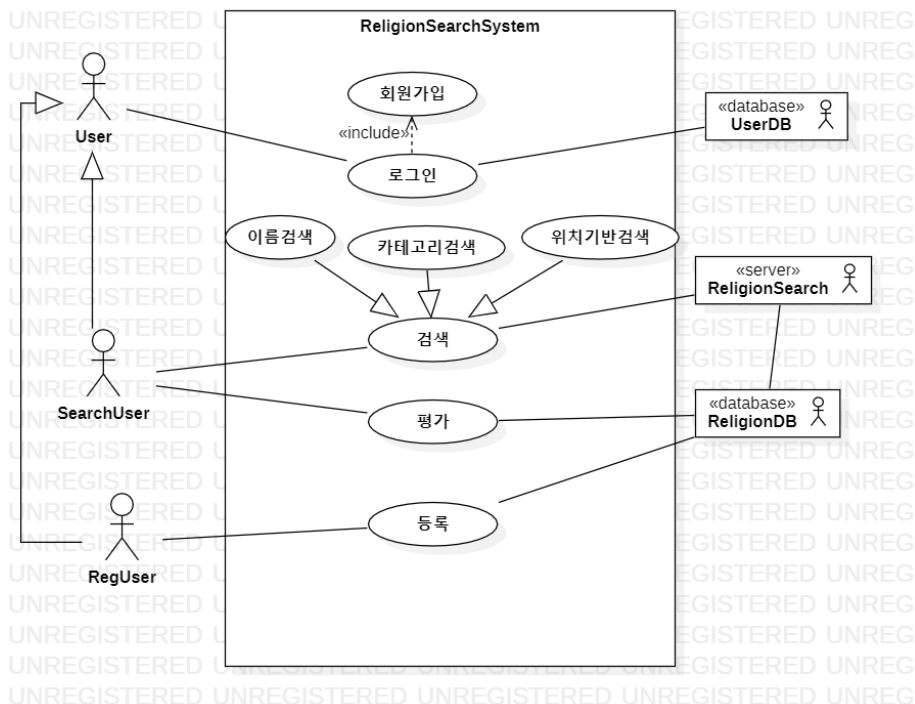 ReligionSearchSystem
회원가입
«include»
«database»
UserDB
User
로그인
이름검색
카테고리검색
위치기반검색
«server»
ReligionSearch
검색
SearchUser
«database»
ReligionDB
평가
등록
RegUser
UNREGISTERED UNREGISTERED UNREGISTERED UNREGISTERED UNREG